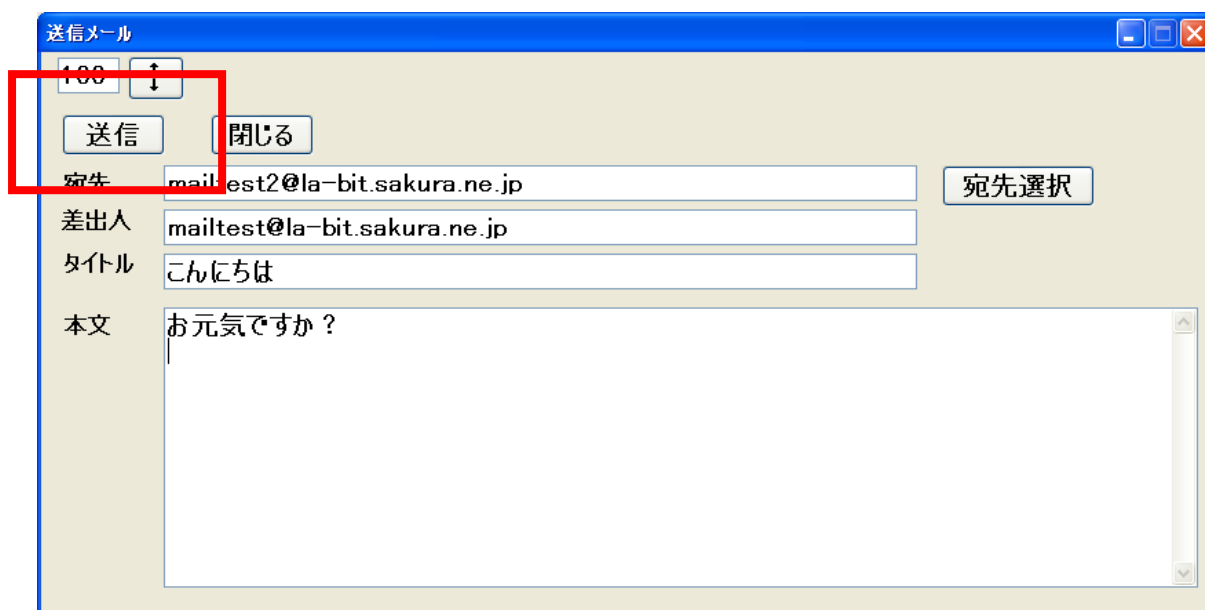 送信メール
100
送信 閉じる
宛先 mailtest2@la-bit.sakura.ne.jp 宛先選択
差出人 mailtest@la-bit.sakura.ne.jp
タイトル こんにちは
本文 お元気ですか？